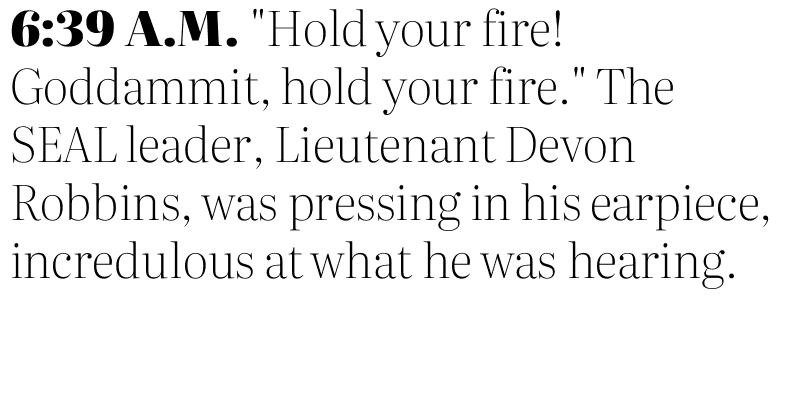 6:39 A.M. "Hold your fire!
Goddammit, hold your fire." The
SEAL leader, Lieutenant Devon
Robbins, was pressing in his earpiece,
incredulous at what he was hearing.